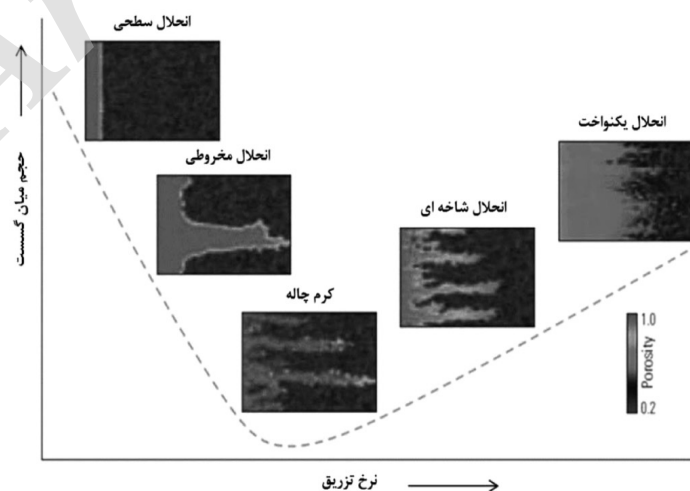 انحلال سطحی
انحلال مخروطی
کرم چاله
انحلال شاخه ای
انحلال یکنواخت
حجم میان گسست
نرخ تزریق
1.0
Porosity
0.2